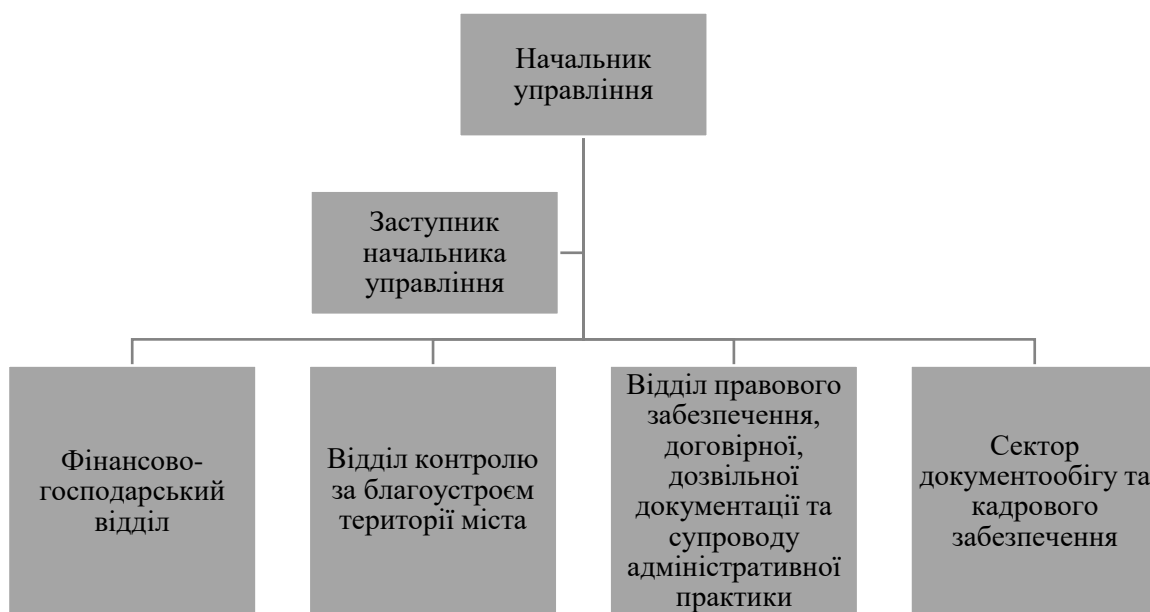 Начальник
управління
Заступник
начальника
управління
Фінансово-
господарський
відділ
Відділ контролю
за благоустроєм
території міста
Відділ правового
забезпечення,
договірної,
дозвільної
документації та
супроводу
адміністративної
практики
Сектор
документообігу та
кадрового
забезпечення